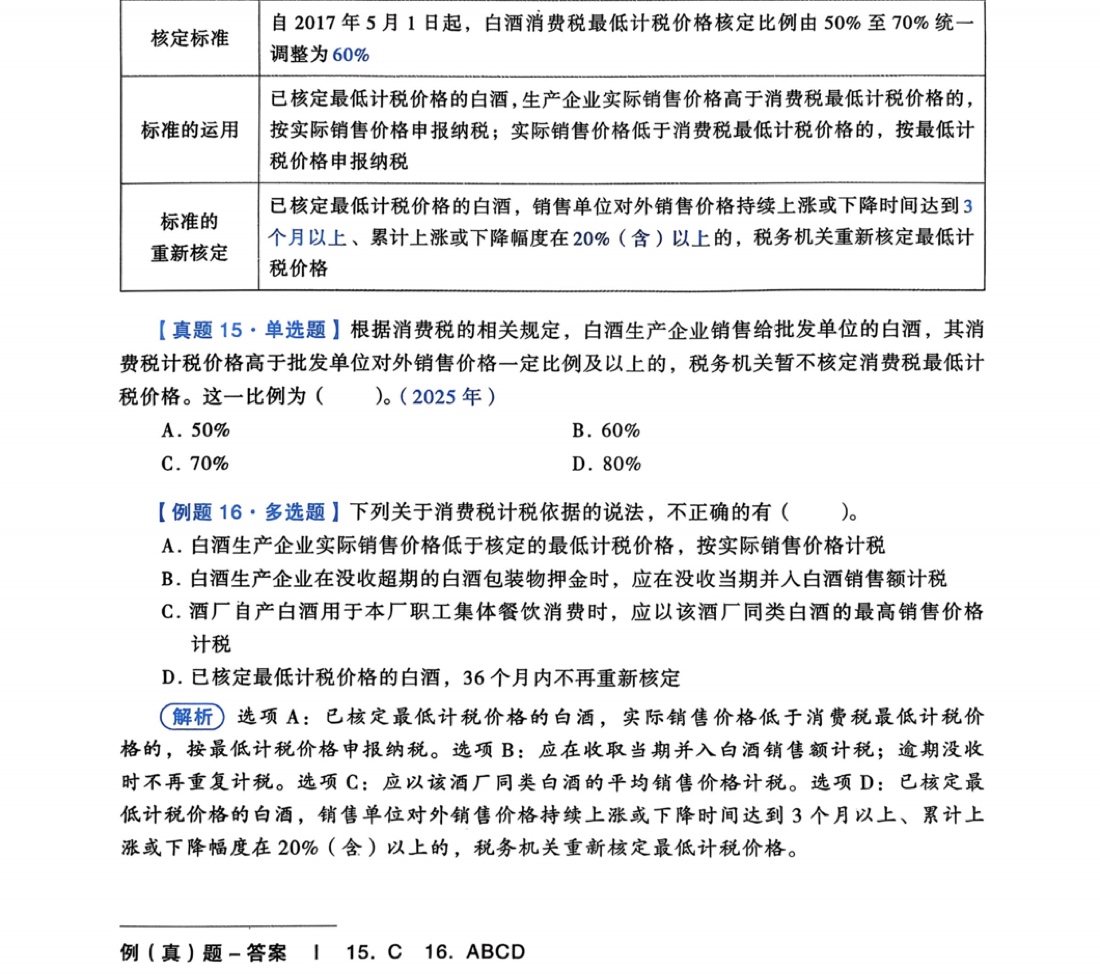 核定标准
自 2017 年 5 月 1 日起，白酒消费税最低计税价格核定比例由 50% 至 70% 统一
调整为 60%
标准的运用
已核定最低计税价格的白酒，生产企业实际销售价格高于消费税最低计税价格的，
按实际销售价格申报纳税；实际销售价格低于消费税最低计税价格的，按最低计
税价格申报纳税
标准的
重新核定
已核定最低计税价格的白酒，销售单位对外销售价格持续上涨或下降时间达到 3
个月以上、累计上涨或下降幅度在 20%（含）以上的，税务机关重新核定最低计
税价格
【真题 15·单选题】根据消费税的相关规定，白酒生产企业销售给批发单位的白酒，其消
费税计税价格高于批发单位对外销售价格一定比例及以上的，税务机关暂不核定消费税最低计
税价格。这一比例为（　　）。（2025 年）
A. 50%　　B. 60%
C. 70%　　D. 80%
【例题 16·多选题】下列关于消费税计税依据的说法，不正确的有（　　）。
A. 白酒生产企业实际销售价格低于核定的最低计税价格，按实际销售价格计税
B. 白酒生产企业在没收超期的白酒包装物押金时，应在没收当期并入白酒销售额计税
C. 酒厂自产白酒用于本厂职工集体餐饮消费时，应以该酒厂同类白酒的最高销售价格
计税
D. 已核定最低计税价格的白酒，36 个月内不再重新核定
解析 选项 A：已核定最低计税价格的白酒，实际销售价格低于消费税最低计税价
格的，按最低计税价格申报纳税。选项 B：应在收取当期并入白酒销售额计税；逾期没收
时不再重复计税。选项 C：应以该酒厂同类白酒的平均销售价格计税。选项 D：已核定最
低计税价格的白酒，销售单位对外销售价格持续上涨或下降时间达到 3 个月以上、累计上
涨或下降幅度在 20%（含）以上的，税务机关重新核定最低计税价格。
例（真）题－答案　|　15. C　16. ABCD